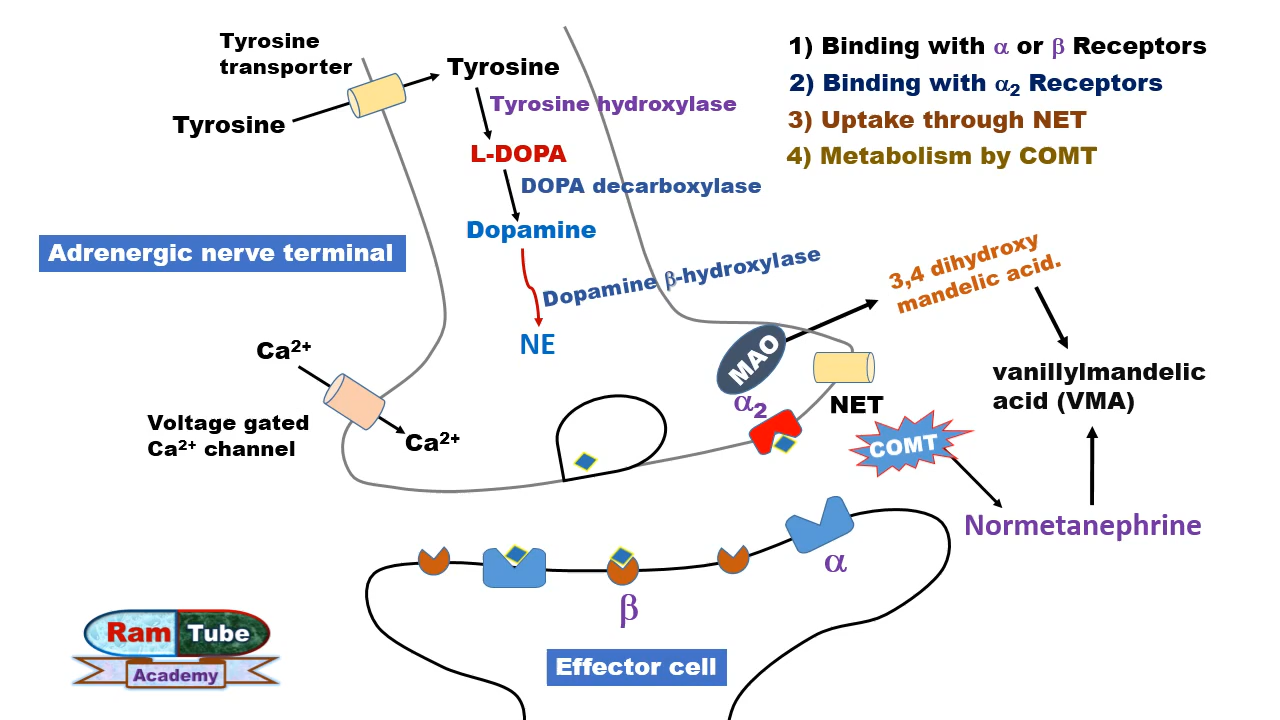 Tyrosine
transporter
Tyrosine
Tyrosine
Tyrosine hydroxylase
L-DOPA
DOPA decarboxylase
Dopamine
Dopamine β-hydroxylase
NE
1) Binding with α or β Receptors
2) Binding with α₂ Receptors
3) Uptake through NET
4) Metabolism by COMT
Adrenergic nerve terminal
3,4 dihydroxy
mandelic acid.
Ca²⁺
Voltage gated
Ca²⁺ channel
Ca²⁺
MAO
α₂
NET
vanillylmandelic
acid (VMA)
COMT
Normetanephrine
α
β
Effector cell
Ram Tube
Academy